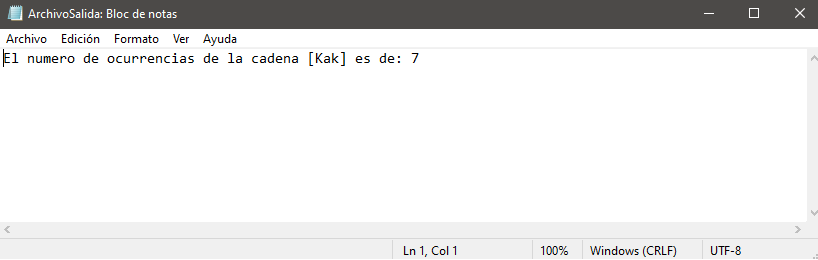 ArchivoSalida: Bloc de notas
Archivo Edición Formato Ver Ayuda
El numero de ocurrencias de la cadena [Kak] es de: 7
Ln 1, Col 1 100% Windows (CRLF) UTF-8